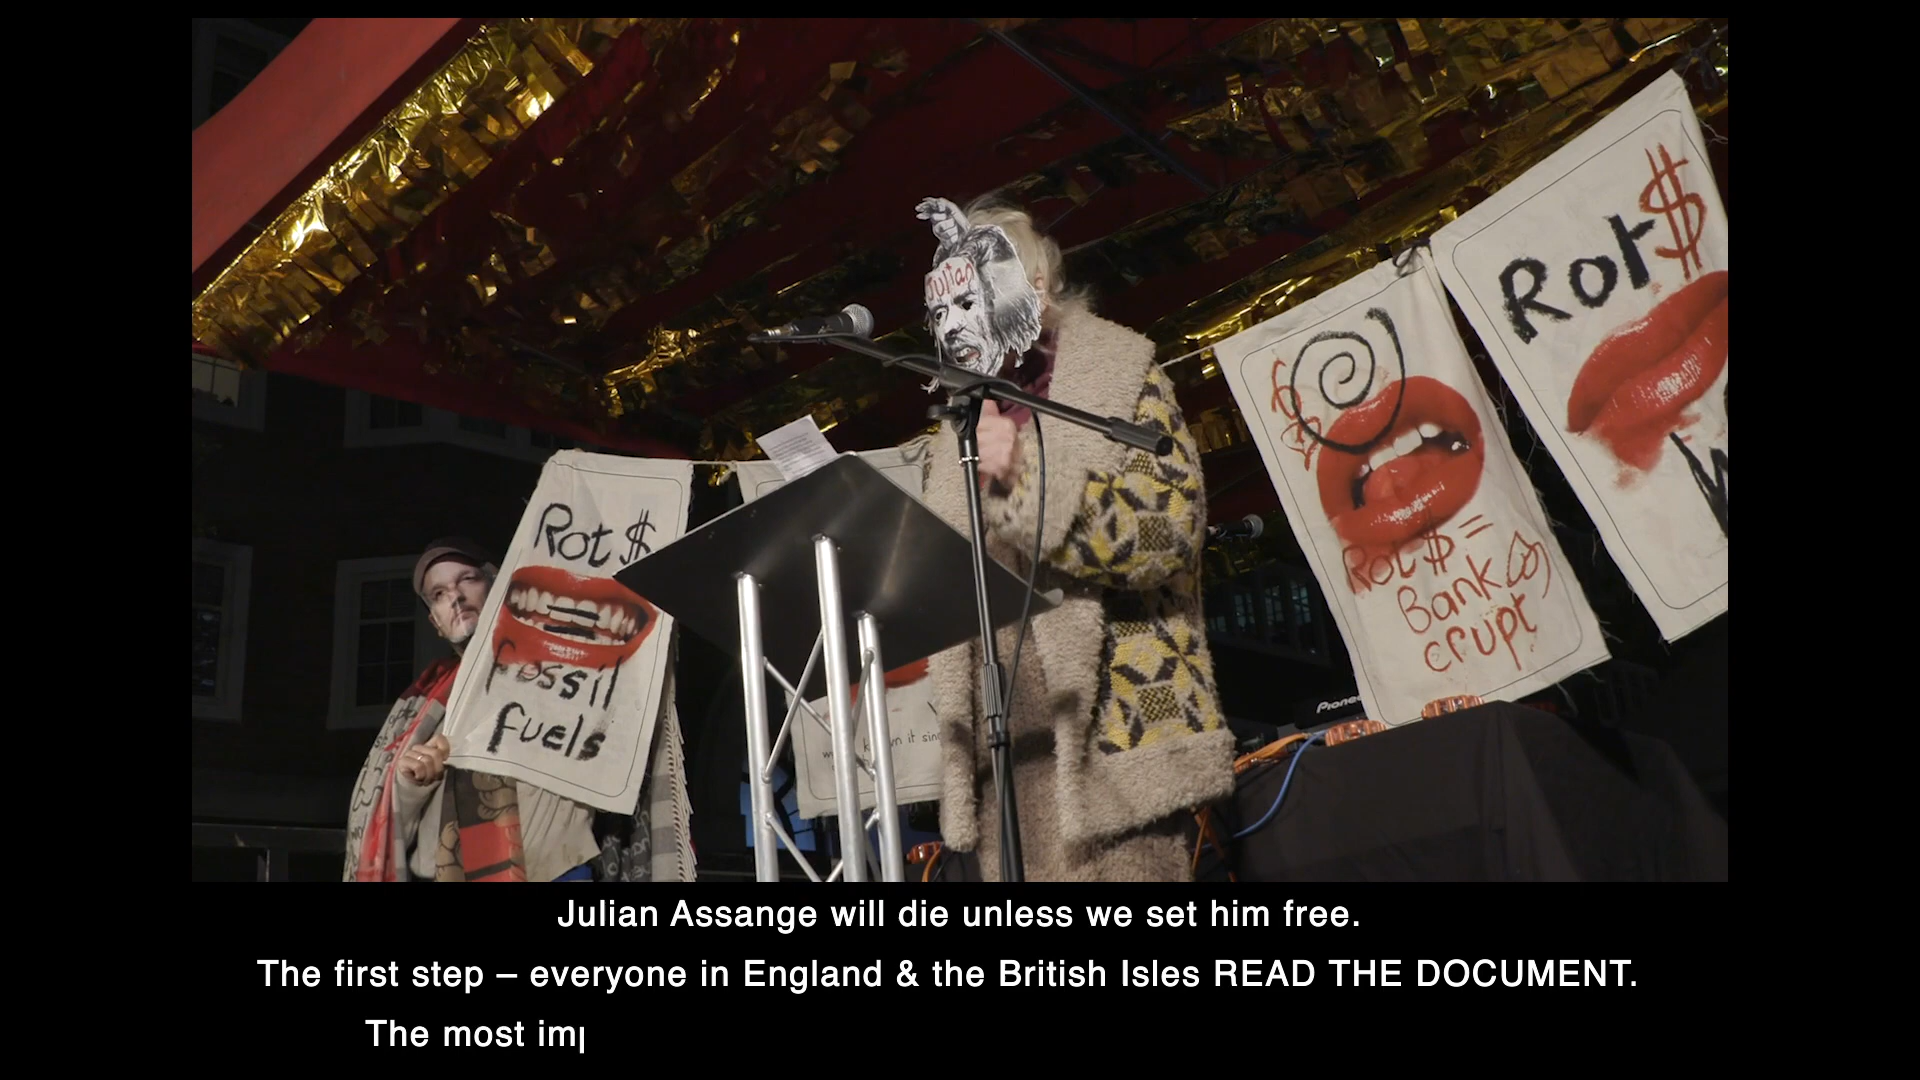 Julian
Rot $
Rot $
fossil
fuels
Rot $ =
Bank
crupt
Pioneer
Julian Assange will die unless we set him free.
The first step – everyone in England & the British Isles READ THE DOCUMENT.
The most im